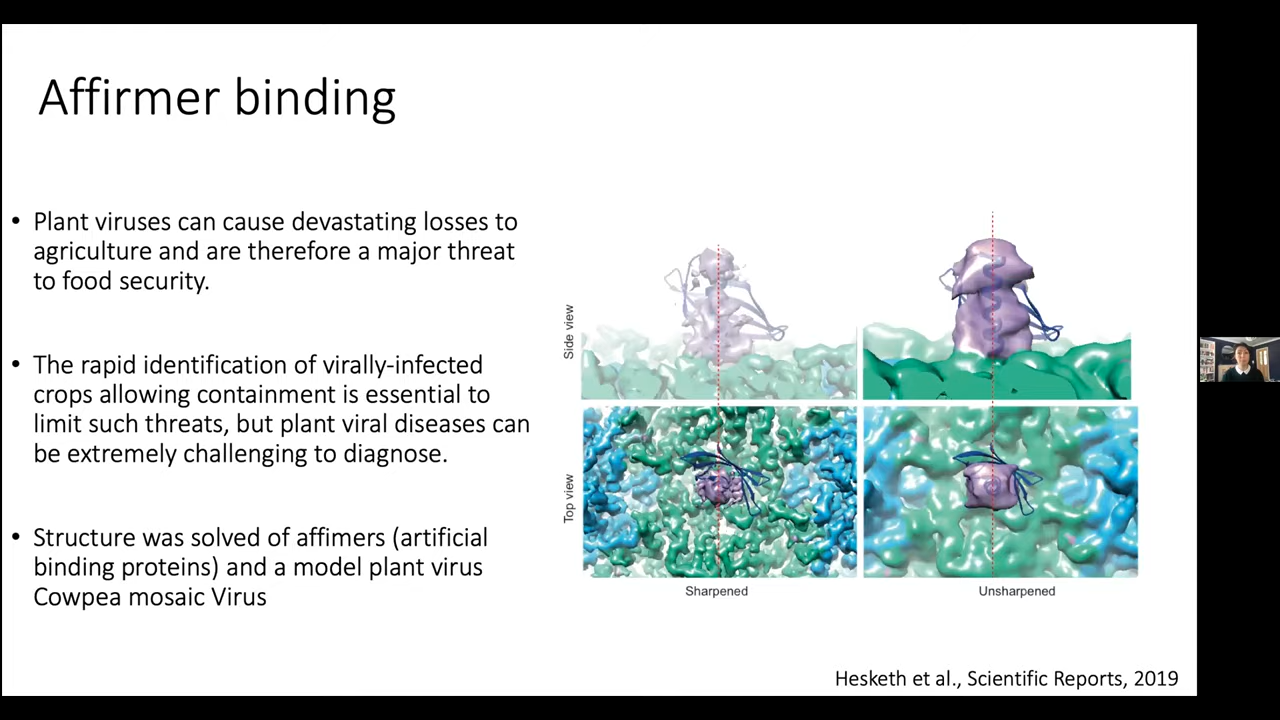 Affirmer binding
• Plant viruses can cause devastating losses to
agriculture and are therefore a major threat
to food security.
• The rapid identification of virally-infected
crops allowing containment is essential to
limit such threats, but plant viral diseases can
be extremely challenging to diagnose.
• Structure was solved of affimers (artificial
binding proteins) and a model plant virus
Cowpea mosaic Virus
Side view
Top view
Sharpened
Unsharpened
Hesketh et al., Scientific Reports, 2019